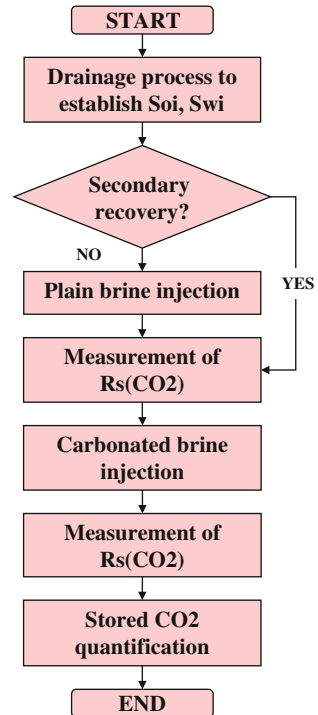 START
Drainage process to
establish Soi, Swi
Secondary
recovery?
NO
YES
Plain brine injection
Measurement of
Rs(CO2)
Carbonated brine
injection
Measurement of
Rs(CO2)
Stored CO2
quantification
END